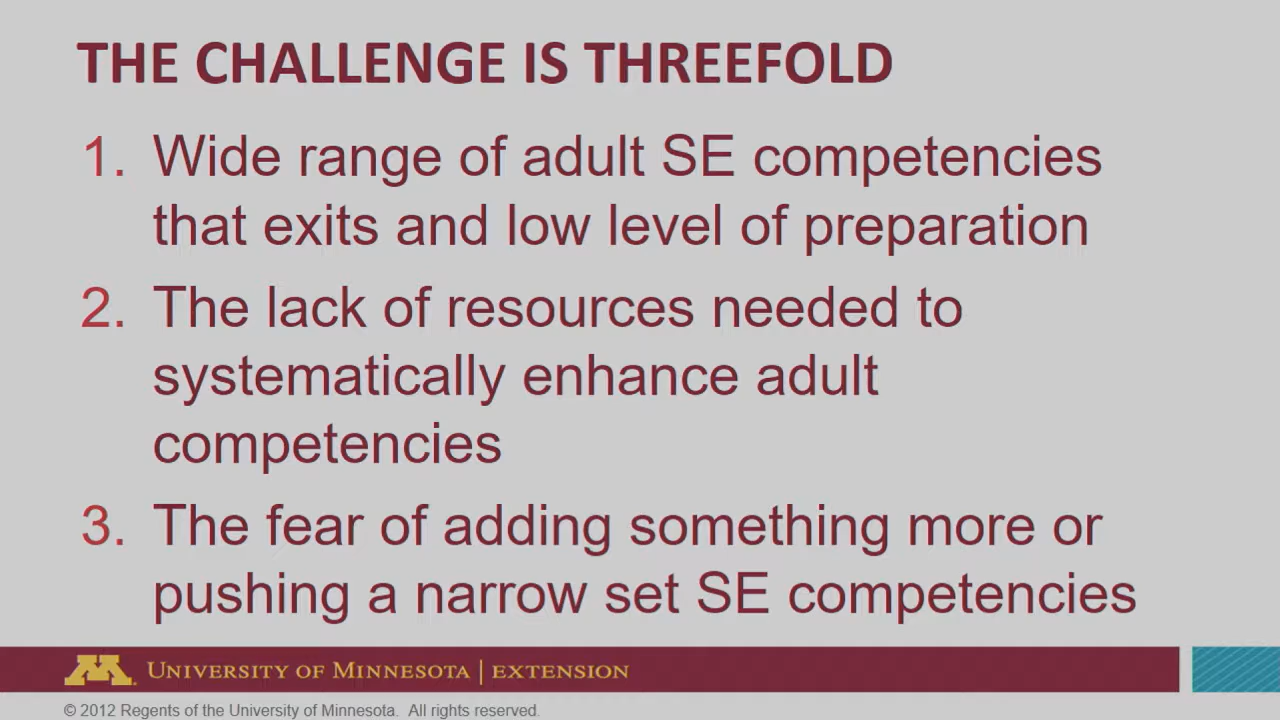 THE CHALLENGE IS THREEFOLD
1. Wide range of adult SE competencies
that exits and low level of preparation
2. The lack of resources needed to
systematically enhance adult
competencies
3. The fear of adding something more or
pushing a narrow set SE competencies
M UNIVERSITY OF MINNESOTA | EXTENSION
© 2012 Regents of the University of Minnesota. All rights reserved.